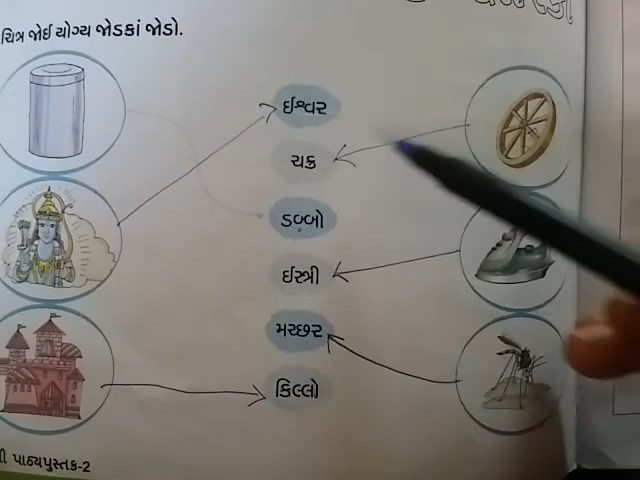 ચિત્ર જોઈ યોગ્ય જોડકાં જોડો.
ઈશ્વર
ચક્ર
ડબ્બો
ઈસ્ત્રી
મચ્છર
કિલ્લો
પાઠ્યપુસ્તક-2